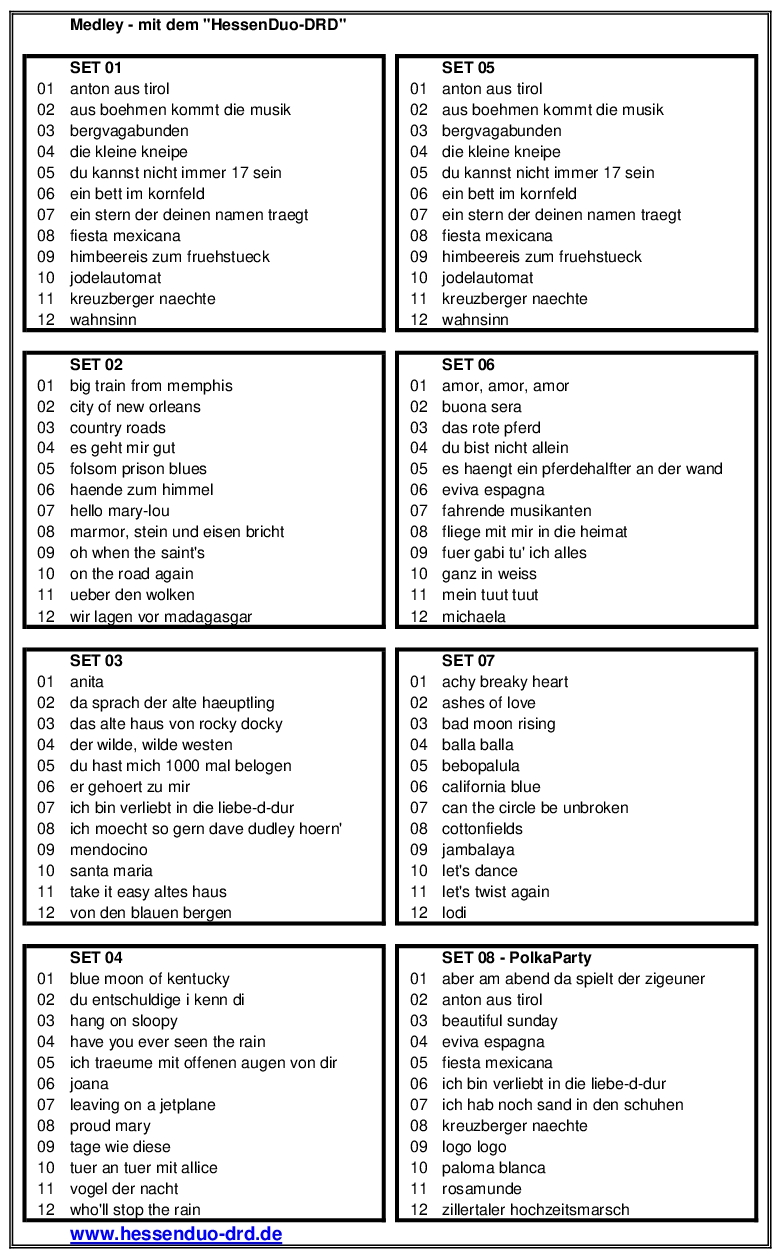 Medley - mit dem "HessenDuo-DRD"
SET 01
01 anton aus tirol
02 aus boehmen kommt die musik
03 bergvagabunden
04 die kleine kneipe
05 du kannst nicht immer 17 sein
06 ein bett im kornfeld
07 ein stern der deinen namen traegt
08 fiesta mexicana
09 himbeereis zum fruehstueck
10 jodelautomat
11 kreuzberger naechte
12 wahnsinn
SET 02
01 big train from memphis
02 city of new orleans
03 country roads
04 es geht mir gut
05 folsom prison blues
06 haende zum himmel
07 hello mary-lou
08 marmor, stein und eisen bricht
09 oh when the saint's
10 on the road again
11 ueber den wolken
12 wir lagen vor madagasgar
SET 03
01 anita
02 da sprach der alte haeuptling
03 das alte haus von rocky docky
04 der wilde, wilde westen
05 du hast mich 1000 mal belogen
06 er gehoert zu mir
07 ich bin verliebt in die liebe-d-dur
08 ich moecht so gern dave dudley hoern'
09 mendocino
10 santa maria
11 take it easy altes haus
12 von den blauen bergen
SET 04
01 blue moon of kentucky
02 du entschuldige i kenn di
03 hang on sloopy
04 have you ever seen the rain
05 ich traeume mit offenen augen von dir
06 joana
07 leaving on a jetplane
08 proud mary
09 tage wie diese
10 tuer an tuer mit allice
11 vogel der nacht
12 who'll stop the rain
SET 05
01 anton aus tirol
02 aus boehmen kommt die musik
03 bergvagabunden
04 die kleine kneipe
05 du kannst nicht immer 17 sein
06 ein bett im kornfeld
07 ein stern der deinen namen traegt
08 fiesta mexicana
09 himbeereis zum fruehstueck
10 jodelautomat
11 kreuzberger naechte
12 wahnsinn
SET 06
01 amor, amor, amor
02 buona sera
03 das rote pferd
04 du bist nicht allein
05 es haengt ein pferdehalfter an der wand
06 eviva espagna
07 fahrende musikanten
08 fliege mit mir in die heimat
09 fuer gabi tu' ich alles
10 ganz in weiss
11 mein tuut tuut
12 michaela
SET 07
01 achy breaky heart
02 ashes of love
03 bad moon rising
04 balla balla
05 bebopalula
06 california blue
07 can the circle be unbroken
08 cottonfields
09 jambalaya
10 let's dance
11 let's twist again
12 lodi
SET 08 - PolkaParty
01 aber am abend da spielt der zigeuner
02 anton aus tirol
03 beautiful sunday
04 eviva espagna
05 fiesta mexicana
06 ich bin verliebt in die liebe-d-dur
07 ich hab noch sand in den schuhen
08 kreuzberger naechte
09 logo logo
10 paloma blanca
11 rosamunde
12 zillertaler hochzeitsmarsch
www.hessenduo-drd.de